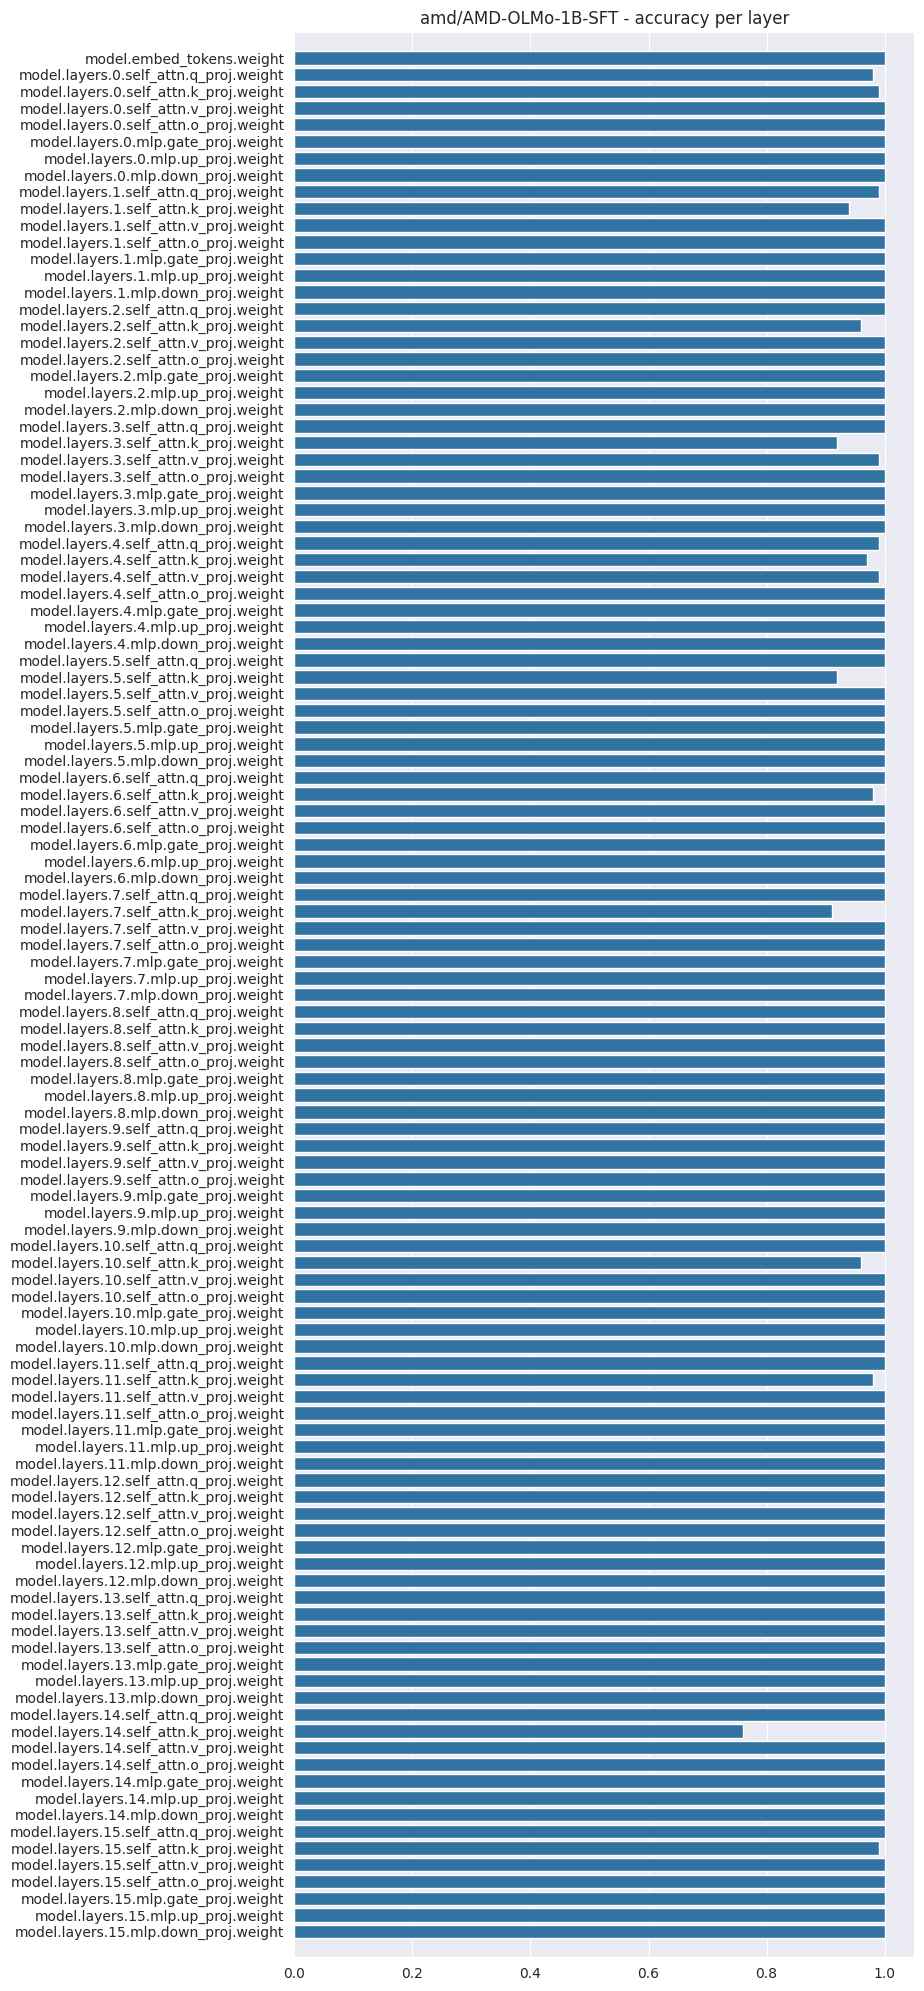 amd/AMD-OLMo-1B-SFT - accuracy per layer
model.embed_tokens.weight
model.layers.0.self_attn.q_proj.weight
model.layers.0.self_attn.k_proj.weight
model.layers.0.self_attn.v_proj.weight
model.layers.0.self_attn.o_proj.weight
model.layers.0.mlp.gate_proj.weight
model.layers.0.mlp.up_proj.weight
model.layers.0.mlp.down_proj.weight
model.layers.1.self_attn.q_proj.weight
model.layers.1.self_attn.k_proj.weight
model.layers.1.self_attn.v_proj.weight
model.layers.1.self_attn.o_proj.weight
model.layers.1.mlp.gate_proj.weight
model.layers.1.mlp.up_proj.weight
model.layers.1.mlp.down_proj.weight
model.layers.2.self_attn.q_proj.weight
model.layers.2.self_attn.k_proj.weight
model.layers.2.self_attn.v_proj.weight
model.layers.2.self_attn.o_proj.weight
model.layers.2.mlp.gate_proj.weight
model.layers.2.mlp.up_proj.weight
model.layers.2.mlp.down_proj.weight
model.layers.3.self_attn.q_proj.weight
model.layers.3.self_attn.k_proj.weight
model.layers.3.self_attn.v_proj.weight
model.layers.3.self_attn.o_proj.weight
model.layers.3.mlp.gate_proj.weight
model.layers.3.mlp.up_proj.weight
model.layers.3.mlp.down_proj.weight
model.layers.4.self_attn.q_proj.weight
model.layers.4.self_attn.k_proj.weight
model.layers.4.self_attn.v_proj.weight
model.layers.4.self_attn.o_proj.weight
model.layers.4.mlp.gate_proj.weight
model.layers.4.mlp.up_proj.weight
model.layers.4.mlp.down_proj.weight
model.layers.5.self_attn.q_proj.weight
model.layers.5.self_attn.k_proj.weight
model.layers.5.self_attn.v_proj.weight
model.layers.5.self_attn.o_proj.weight
model.layers.5.mlp.gate_proj.weight
model.layers.5.mlp.up_proj.weight
model.layers.5.mlp.down_proj.weight
model.layers.6.self_attn.q_proj.weight
model.layers.6.self_attn.k_proj.weight
model.layers.6.self_attn.v_proj.weight
model.layers.6.self_attn.o_proj.weight
model.layers.6.mlp.gate_proj.weight
model.layers.6.mlp.up_proj.weight
model.layers.6.mlp.down_proj.weight
model.layers.7.self_attn.q_proj.weight
model.layers.7.self_attn.k_proj.weight
model.layers.7.self_attn.v_proj.weight
model.layers.7.self_attn.o_proj.weight
model.layers.7.mlp.gate_proj.weight
model.layers.7.mlp.up_proj.weight
model.layers.7.mlp.down_proj.weight
model.layers.8.self_attn.q_proj.weight
model.layers.8.self_attn.k_proj.weight
model.layers.8.self_attn.v_proj.weight
model.layers.8.self_attn.o_proj.weight
model.layers.8.mlp.gate_proj.weight
model.layers.8.mlp.up_proj.weight
model.layers.8.mlp.down_proj.weight
model.layers.9.self_attn.q_proj.weight
model.layers.9.self_attn.k_proj.weight
model.layers.9.self_attn.v_proj.weight
model.layers.9.self_attn.o_proj.weight
model.layers.9.mlp.gate_proj.weight
model.layers.9.mlp.up_proj.weight
model.layers.9.mlp.down_proj.weight
model.layers.10.self_attn.q_proj.weight
model.layers.10.self_attn.k_proj.weight
model.layers.10.self_attn.v_proj.weight
model.layers.10.self_attn.o_proj.weight
model.layers.10.mlp.gate_proj.weight
model.layers.10.mlp.up_proj.weight
model.layers.10.mlp.down_proj.weight
model.layers.11.self_attn.q_proj.weight
model.layers.11.self_attn.k_proj.weight
model.layers.11.self_attn.v_proj.weight
model.layers.11.self_attn.o_proj.weight
model.layers.11.mlp.gate_proj.weight
model.layers.11.mlp.up_proj.weight
model.layers.11.mlp.down_proj.weight
model.layers.12.self_attn.q_proj.weight
model.layers.12.self_attn.k_proj.weight
model.layers.12.self_attn.v_proj.weight
model.layers.12.self_attn.o_proj.weight
model.layers.12.mlp.gate_proj.weight
model.layers.12.mlp.up_proj.weight
model.layers.12.mlp.down_proj.weight
model.layers.13.self_attn.q_proj.weight
model.layers.13.self_attn.k_proj.weight
model.layers.13.self_attn.v_proj.weight
model.layers.13.self_attn.o_proj.weight
model.layers.13.mlp.gate_proj.weight
model.layers.13.mlp.up_proj.weight
model.layers.13.mlp.down_proj.weight
model.layers.14.self_attn.q_proj.weight
model.layers.14.self_attn.k_proj.weight
model.layers.14.self_attn.v_proj.weight
model.layers.14.self_attn.o_proj.weight
model.layers.14.mlp.gate_proj.weight
model.layers.14.mlp.up_proj.weight
model.layers.14.mlp.down_proj.weight
model.layers.15.self_attn.q_proj.weight
model.layers.15.self_attn.k_proj.weight
model.layers.15.self_attn.v_proj.weight
model.layers.15.self_attn.o_proj.weight
model.layers.15.mlp.gate_proj.weight
model.layers.15.mlp.up_proj.weight
model.layers.15.mlp.down_proj.weight
0.0 0.2 0.4 0.6 0.8 1.0